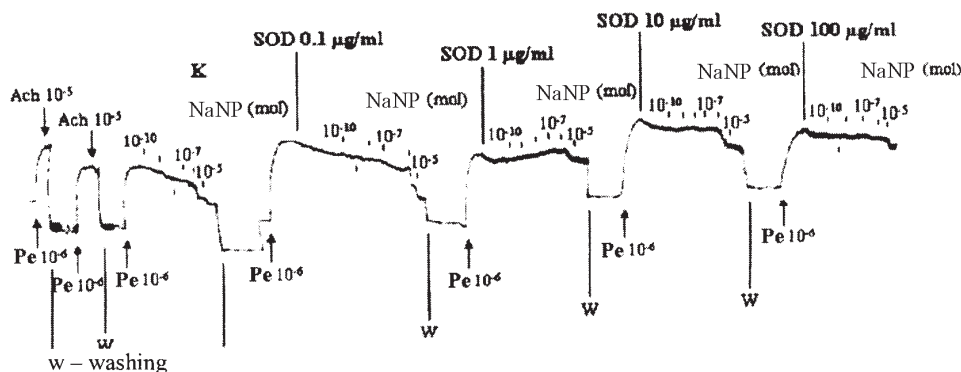 SOD 10 µg/ml
SOD 100 µg/ml
SOD 0.1 µg/ml
SOD 1 µg/ml
K
NaNP (mol)
NaNP (mol)
NaNP (mol)
NaNP (mol)
NaNP (mol)
Ach 10-5
Ach 10-5
10-10
10-7
10-5
10-10
10-7
10-5
10-10
10-7
10-5
10-10
10-7
10-5
10-10
10-7
10-5
Pe 10-6
Pe 10-6
Pe 10-6
Pe 10-6
Pe 10-6
Pe 10-6
Pe 10-6
W
W
W
W
w – washing